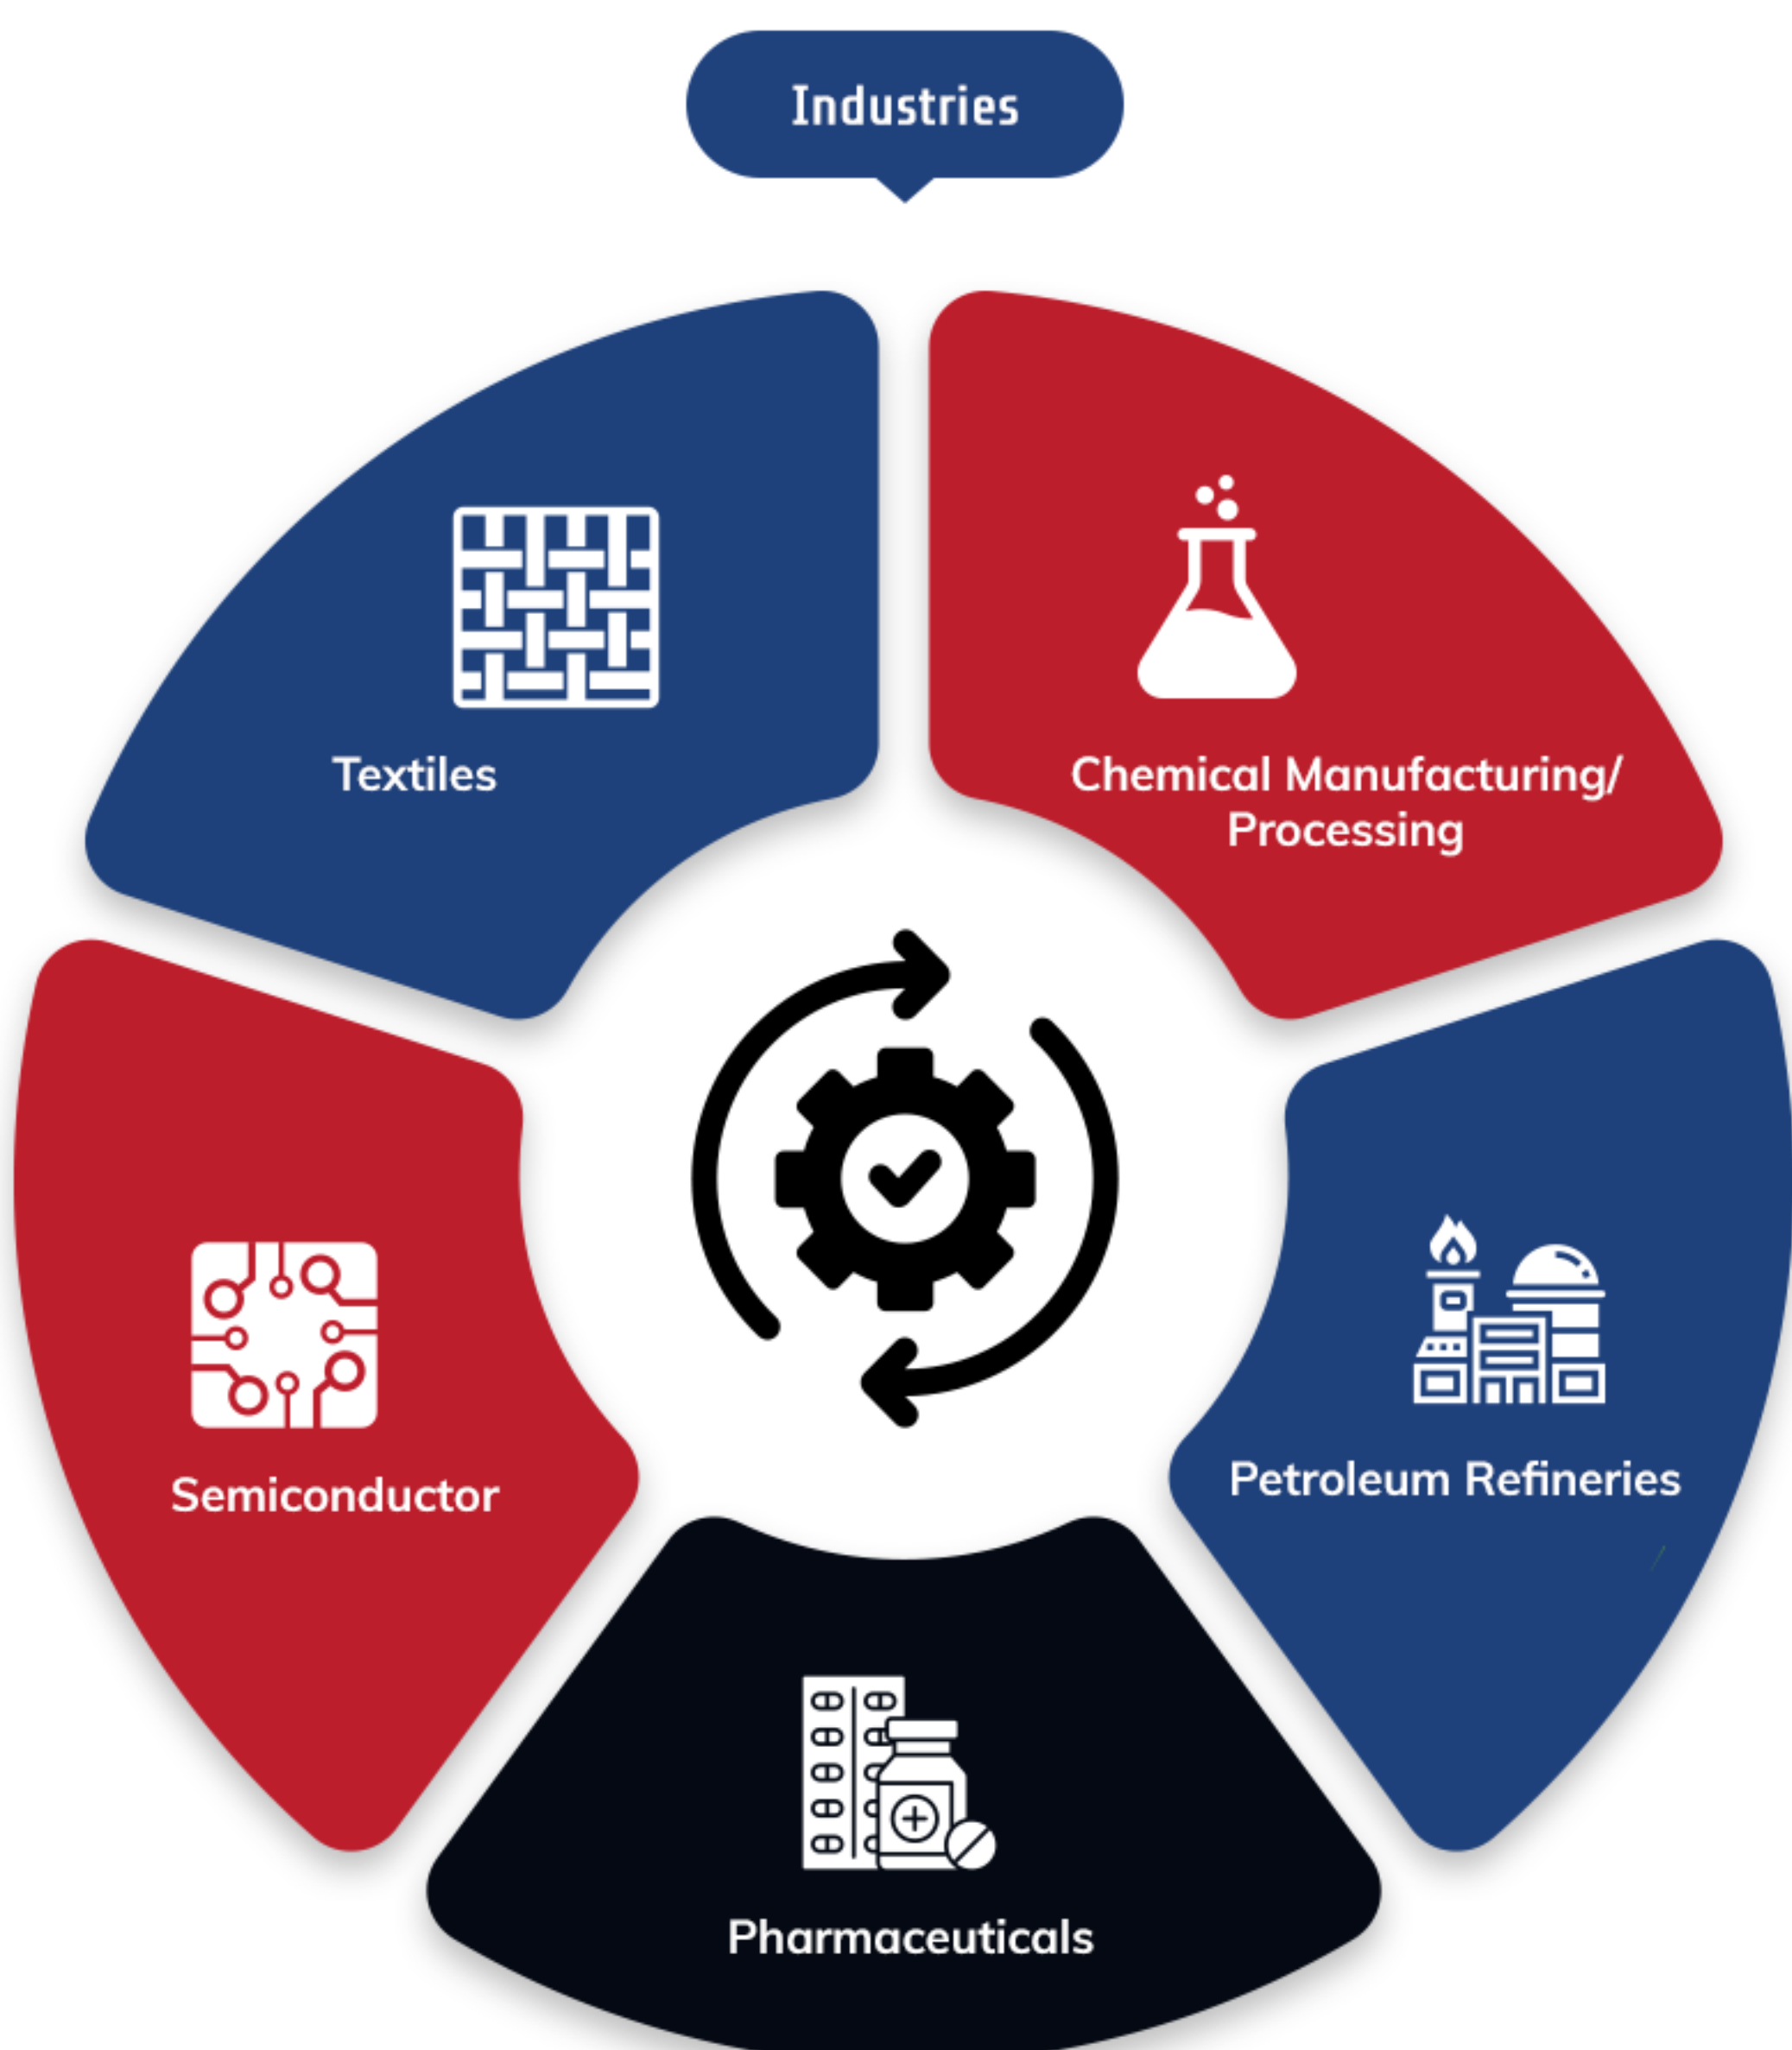 Industries
Textiles
Chemical Manufacturing/
Processing
Semiconductor
Petroleum Refineries
Pharmaceuticals